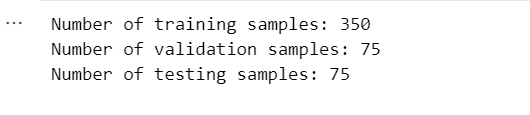 Number of training samples: 350
Number of validation samples: 75
Number of testing samples: 75